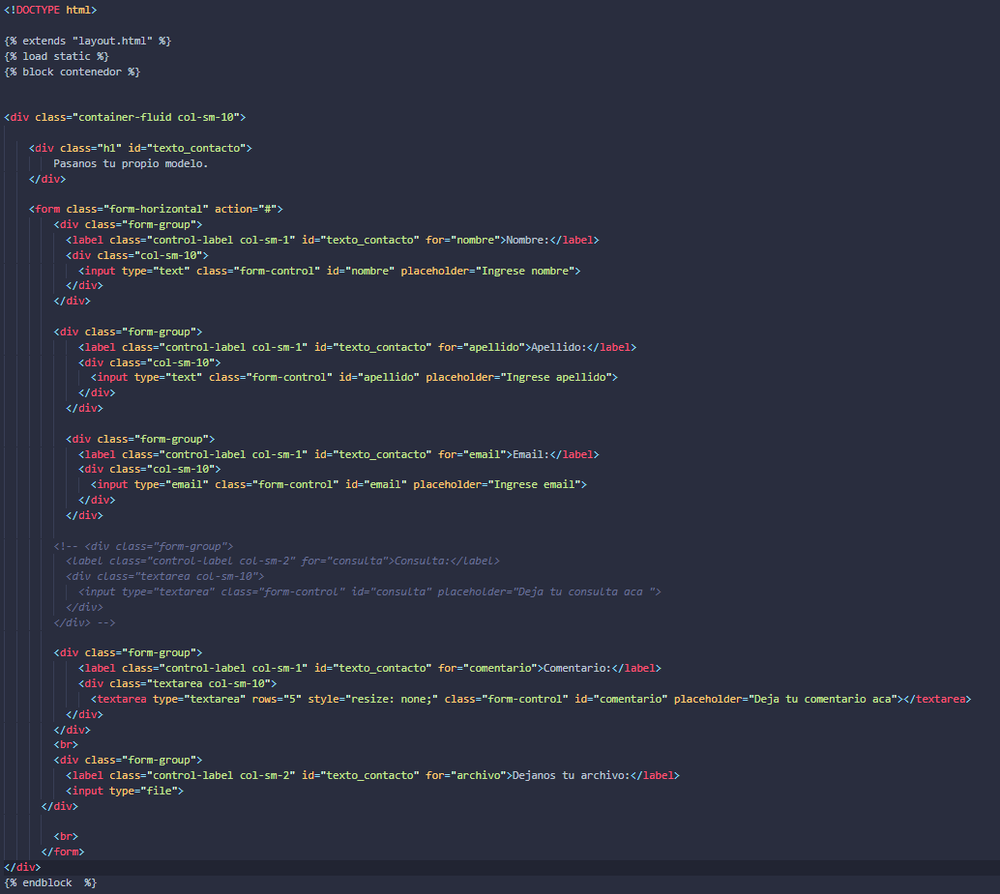 <!DOCTYPE html>
{% extends "layout.html" %}
{% load static %}
{% block contenedor %}
<div class="container-fluid col-sm-10">
<div class="h1" id="texto_contacto">
Pasanos tu propio modelo.
</div>
<form class="form-horizontal" action="#">
<div class="form-group">
<label class="control-label col-sm-1" id="texto_contacto" for="nombre">Nombre:</label>
<div class="col-sm-10">
<input type="text" class="form-control" id="nombre" placeholder="Ingrese nombre">
</div>
</div>
<div class="form-group">
<label class="control-label col-sm-1" id="texto_contacto" for="apellido">Apellido:</label>
<div class="col-sm-10">
<input type="text" class="form-control" id="apellido" placeholder="Ingrese apellido">
</div>
</div>
<div class="form-group">
<label class="control-label col-sm-1" id="texto_contacto" for="email">Email:</label>
<div class="col-sm-10">
<input type="email" class="form-control" id="email" placeholder="Ingrese email">
</div>
</div>
<!-- <div class="form-group">
<label class="control-label col-sm-2" for="consulta">Consulta:</label>
<div class="textarea col-sm-10">
<input type="textarea" class="form-control" id="consulta" placeholder="Deja tu consulta aca ">
</div>
</div> -->
<div class="form-group">
<label class="control-label col-sm-1" id="texto_contacto" for="comentario">Comentario:</label>
<div class="textarea col-sm-10">
<textarea type="textarea" rows="5" style="resize: none;" class="form-control" id="comentario" placeholder="Deja tu comentario aca"></textarea>
</div>
</div>
<br>
<div class="form-group">
<label class="control-label col-sm-2" id="texto_contacto" for="archivo">Dejanos tu archivo:</label>
<input type="file">
</div>
<br>
</form>
</div>
{% endblock  %}